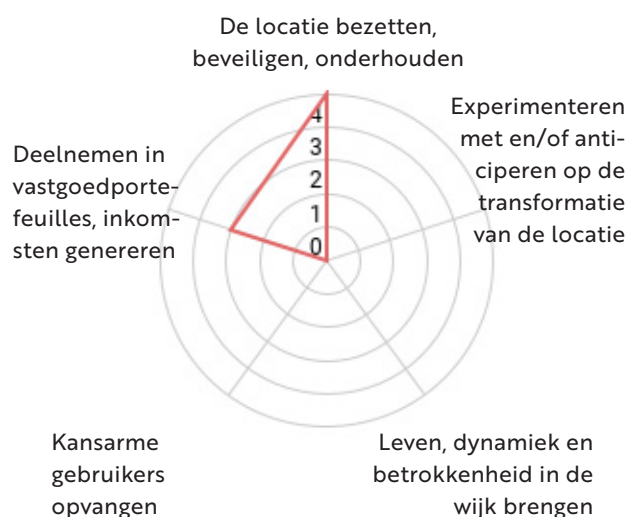 De locatie bezetten,
beveiligen, onderhouden
Experimenteren
met en/of anti-
ciperen op de
transformatie
van de locatie
Deelnemen in
vastgoedporte-
feuilles, inkom-
sten genereren
4
3
2
1
0
Kansarme
gebruikers
opvangen
Leven, dynamiek en
betrokkenheid in de
wijk brengen